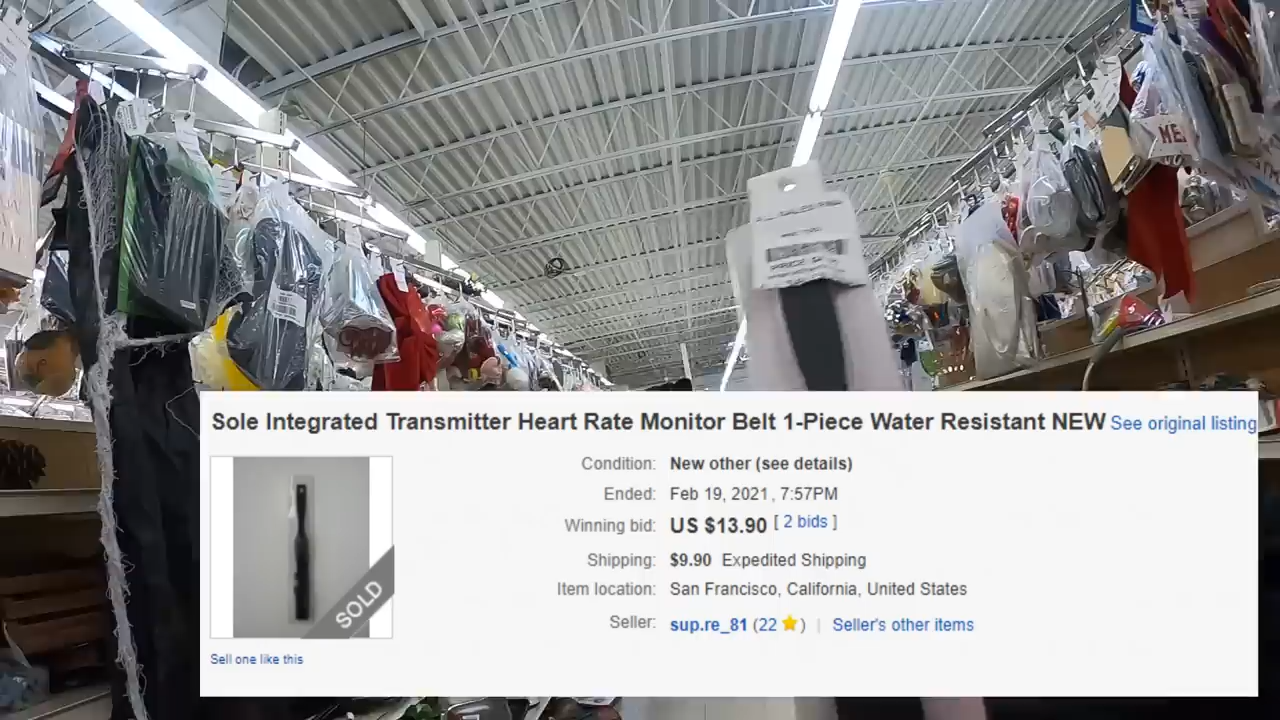 ME
Sole Integrated Transmitter Heart Rate Monitor Belt 1-Piece Water Resistant NEW See original listing
Condition: New other (see details)
Ended: Feb 19, 2021 , 7:57PM
Winning bid: US $13.90 [ 2 bids ]
Shipping: $9.90 Expedited Shipping
Item location: San Francisco, California, United States
SOLD
Seller: sup.re_81 (22 ) | Seller's other items
Sell one like this